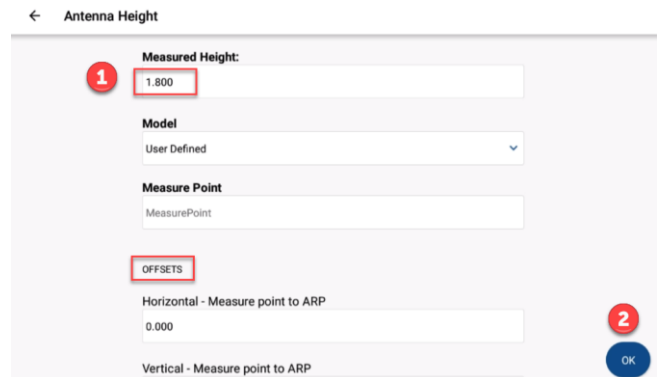 Antenna Height
Measured Height:
1
1.800
Model
User Defined
Measure Point
MeasurePoint
OFFSETS
Horizontal - Measure point to ARP
0.000
2
OK
Vertical - Measure point to ARP